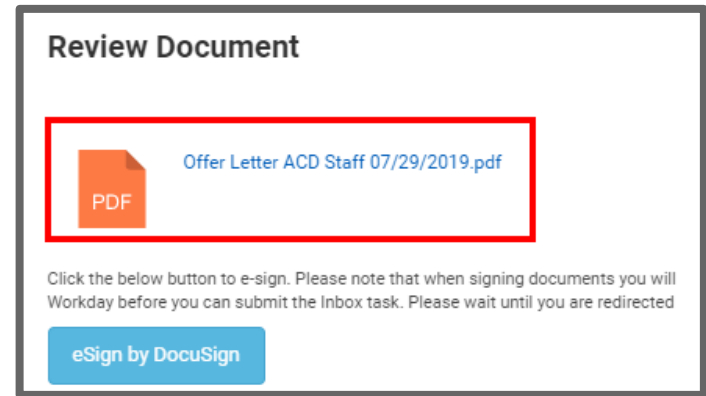 Review Document
PDF
Offer Letter ACD Staff 07/29/2019.pdf
Click the below button to e-sign. Please note that when signing documents you will
Workday before you can submit the Inbox task. Please wait until you are redirected
eSign by DocuSign